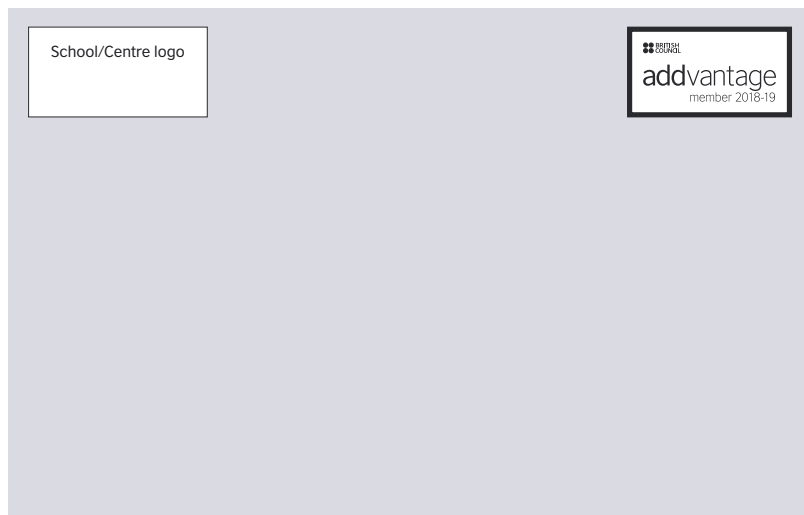 School/Centre logo
BRITISH
COUNCIL
addvantage
member 2018-19